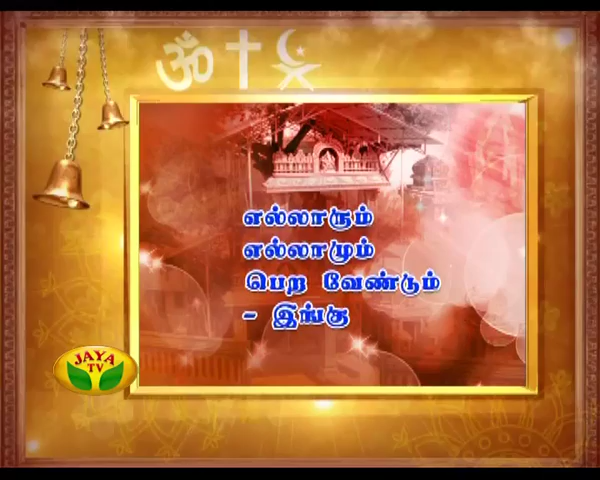 எல்லாரும்
எல்லாமும்
பெற வேண்டும்
- இங்கு
JAYA
TV